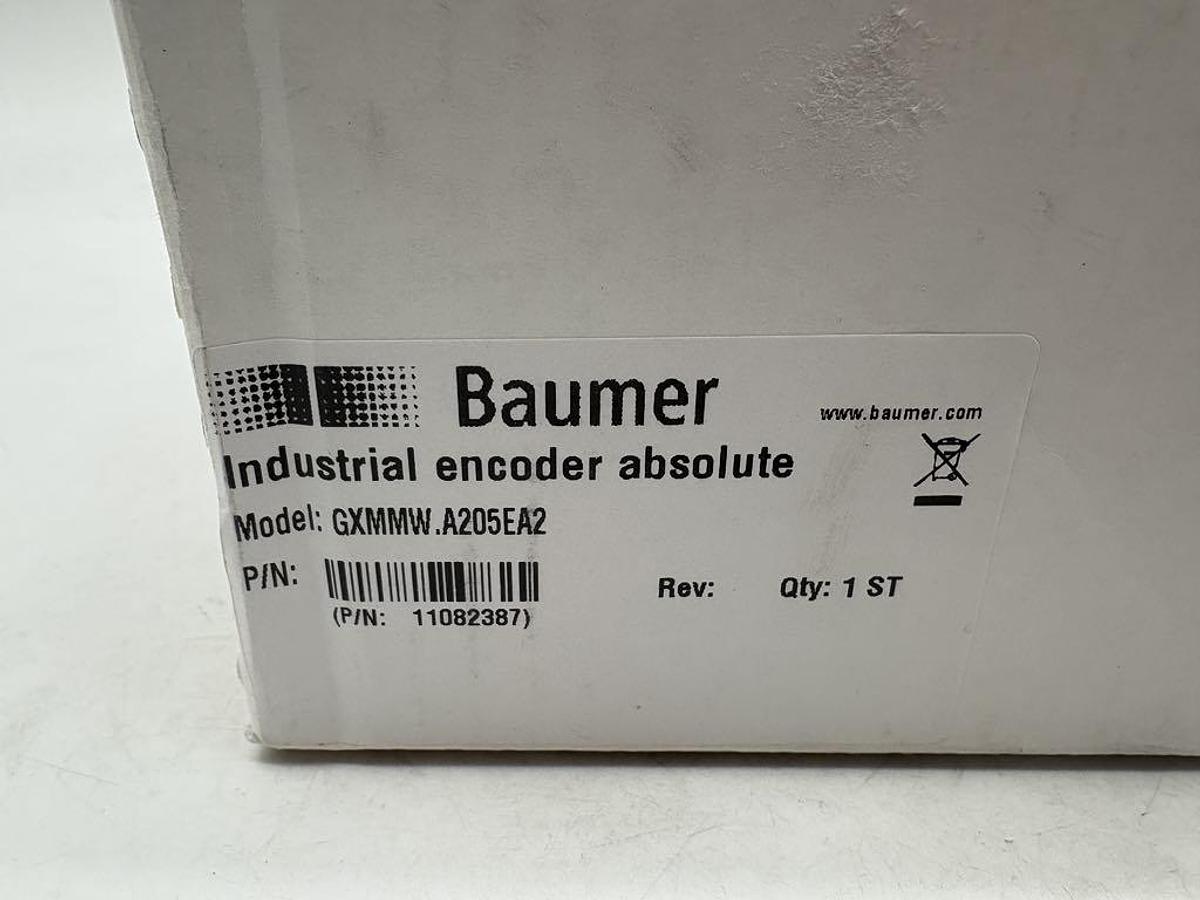 Baumer
www.baumer.com
Industrial encoder absolute
Model: GXMMW.A205EA2
P/N:
Rev: Qty: 1 ST
(P/N: 11082387)